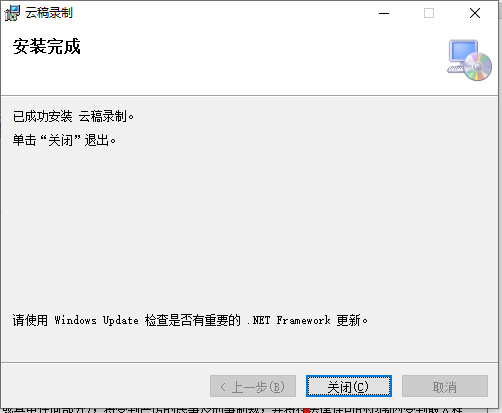 云稿录制
安装完成
已成功安装 云稿录制。
单击“关闭”退出。
请使用 Windows Update 检查是否有重要的 .NET Framework 更新。
< 上一步(B)
关闭(C)
取消